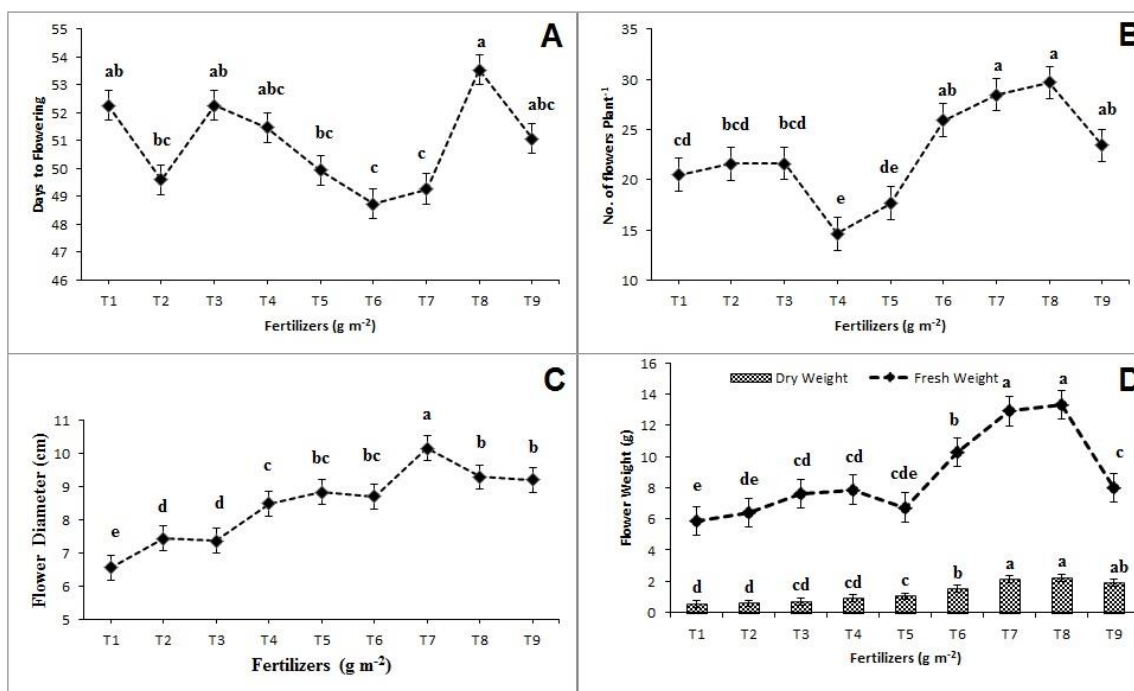 A
Days to Flowering
55
54
53
52
51
50
49
48
47
46
ab
bc
ab
abc
bc
c
c
a
abc
T1 T2 T3 T4 T5 T6 T7 T8 T9
Fertilizers (g m⁻²)
B
No. of flowers Plant⁻¹
35
30
25
20
15
10
cd
bcd
bcd
e
de
ab
a
a
ab
T1 T2 T3 T4 T5 T6 T7 T8 T9
Fertilizers (g m⁻²)
C
Flower Diameter (cm)
11
10
9
8
7
6
5
e
d
d
c
bc
bc
a
b
b
T1 T2 T3 T4 T5 T6 T7 T8 T9
Fertilizers (g m⁻²)
D
Dry Weight Fresh Weight
Flower Weight (g)
16
14
12
10
8
6
4
2
0
e
de
cd
cd
cde
b
a
a
c
d
d
cd
cd
c
b
a
a
ab
T1 T2 T3 T4 T5 T6 T7 T8 T9
Fertilizers (g m⁻²)